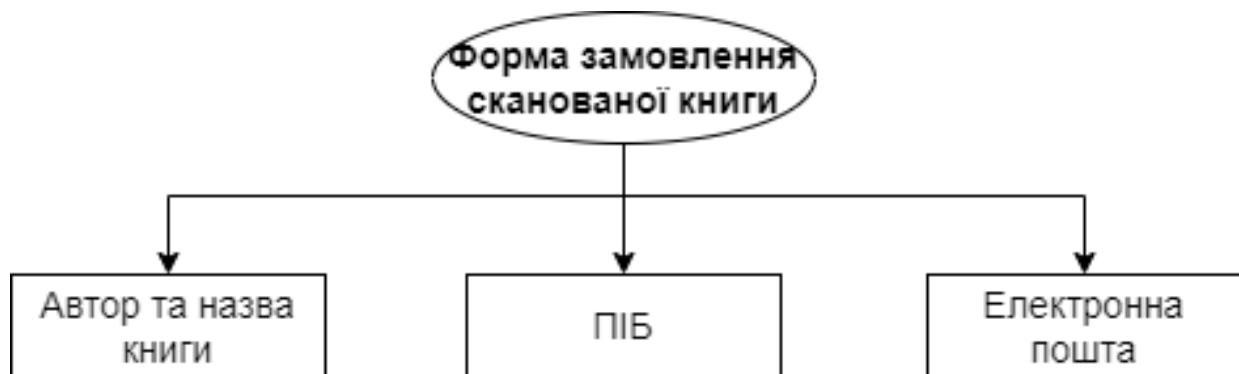 Форма замовлення
сканованої книги
Автор та назва
книги
ПІБ
Електронна
пошта